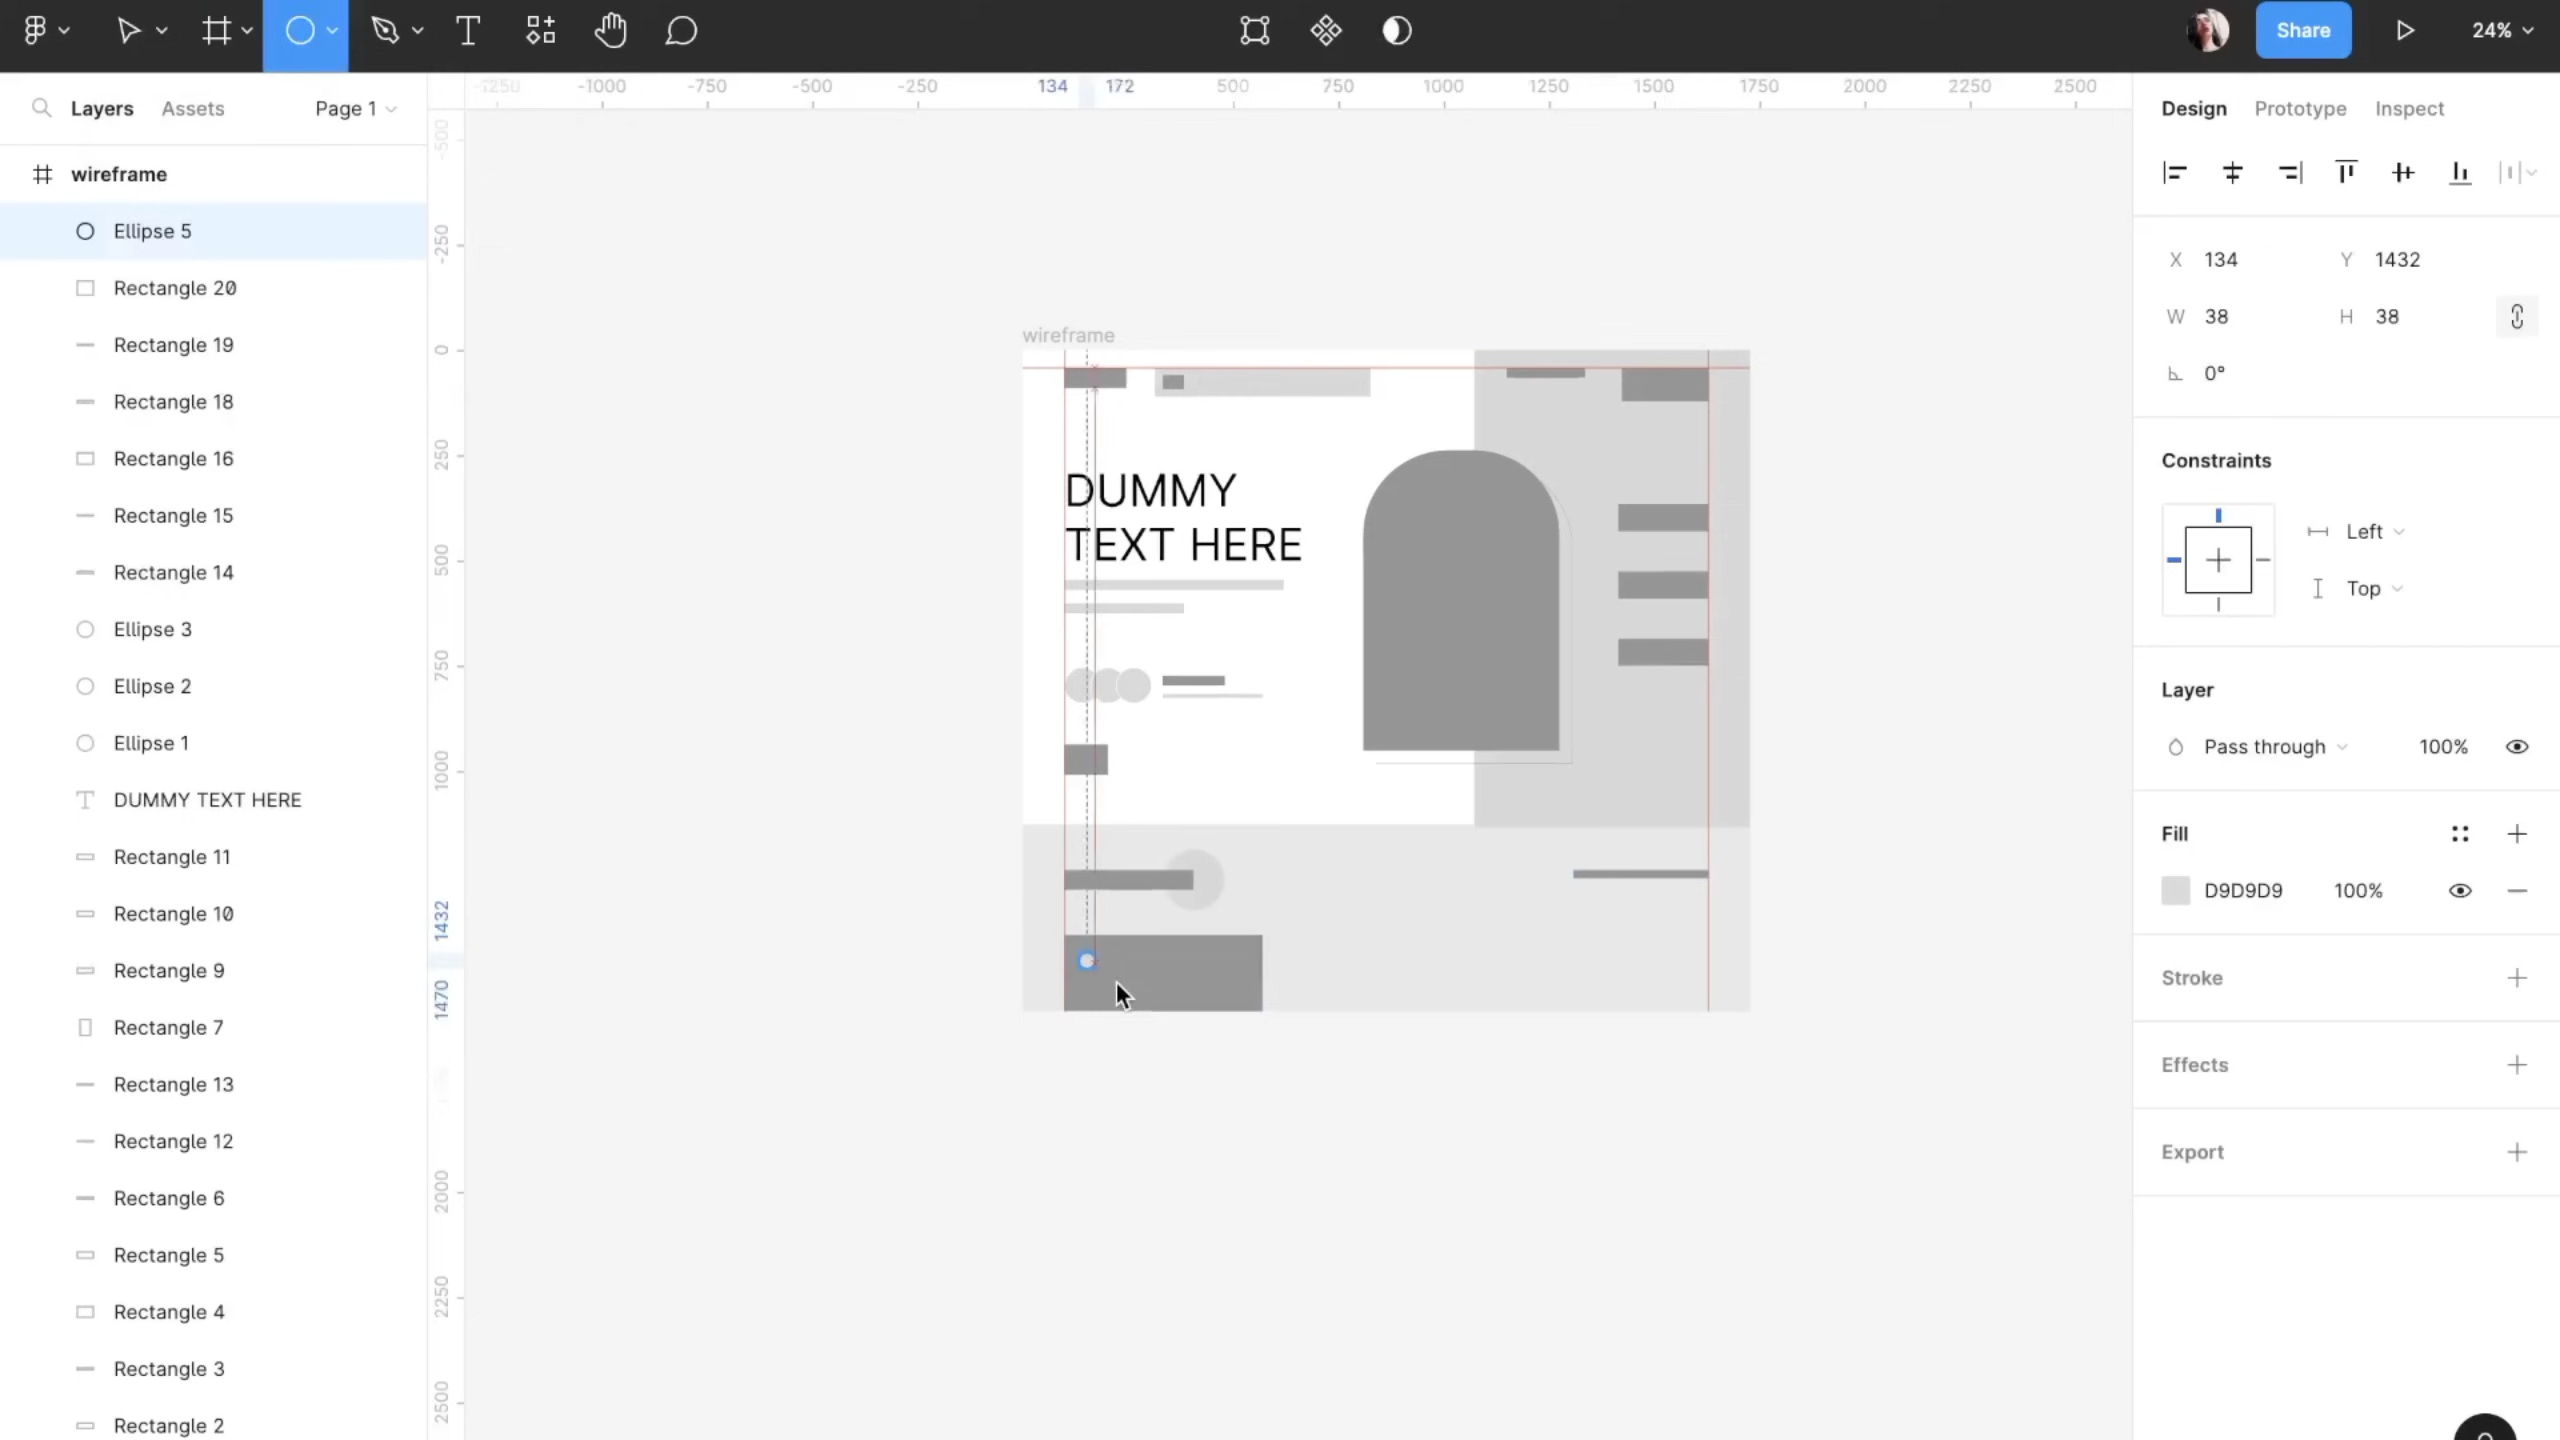 Share
24%
Layers
Assets
Page 1
-1250
-1000
-750
-500
-250
134
172
500
750
1000
1250
1500
1750
2000
2250
2500
Design
Prototype
Inspect
wireframe
Ellipse 5
Rectangle 20
Rectangle 19
Rectangle 18
Rectangle 16
Rectangle 15
Rectangle 14
Ellipse 3
Ellipse 2
Ellipse 1
DUMMY TEXT HERE
Rectangle 11
Rectangle 10
Rectangle 9
Rectangle 7
Rectangle 13
Rectangle 12
Rectangle 6
Rectangle 5
Rectangle 4
Rectangle 3
Rectangle 2
-500
-250
0
250
500
750
1000
1432
1470
2000
2250
2500
wireframe
DUMMY
TEXT HERE
X 134
Y 1432
W 38
H 38
0°
Constraints
Left
Top
Layer
Pass through
100%
Fill
D9D9D9
100%
Stroke
Effects
Export